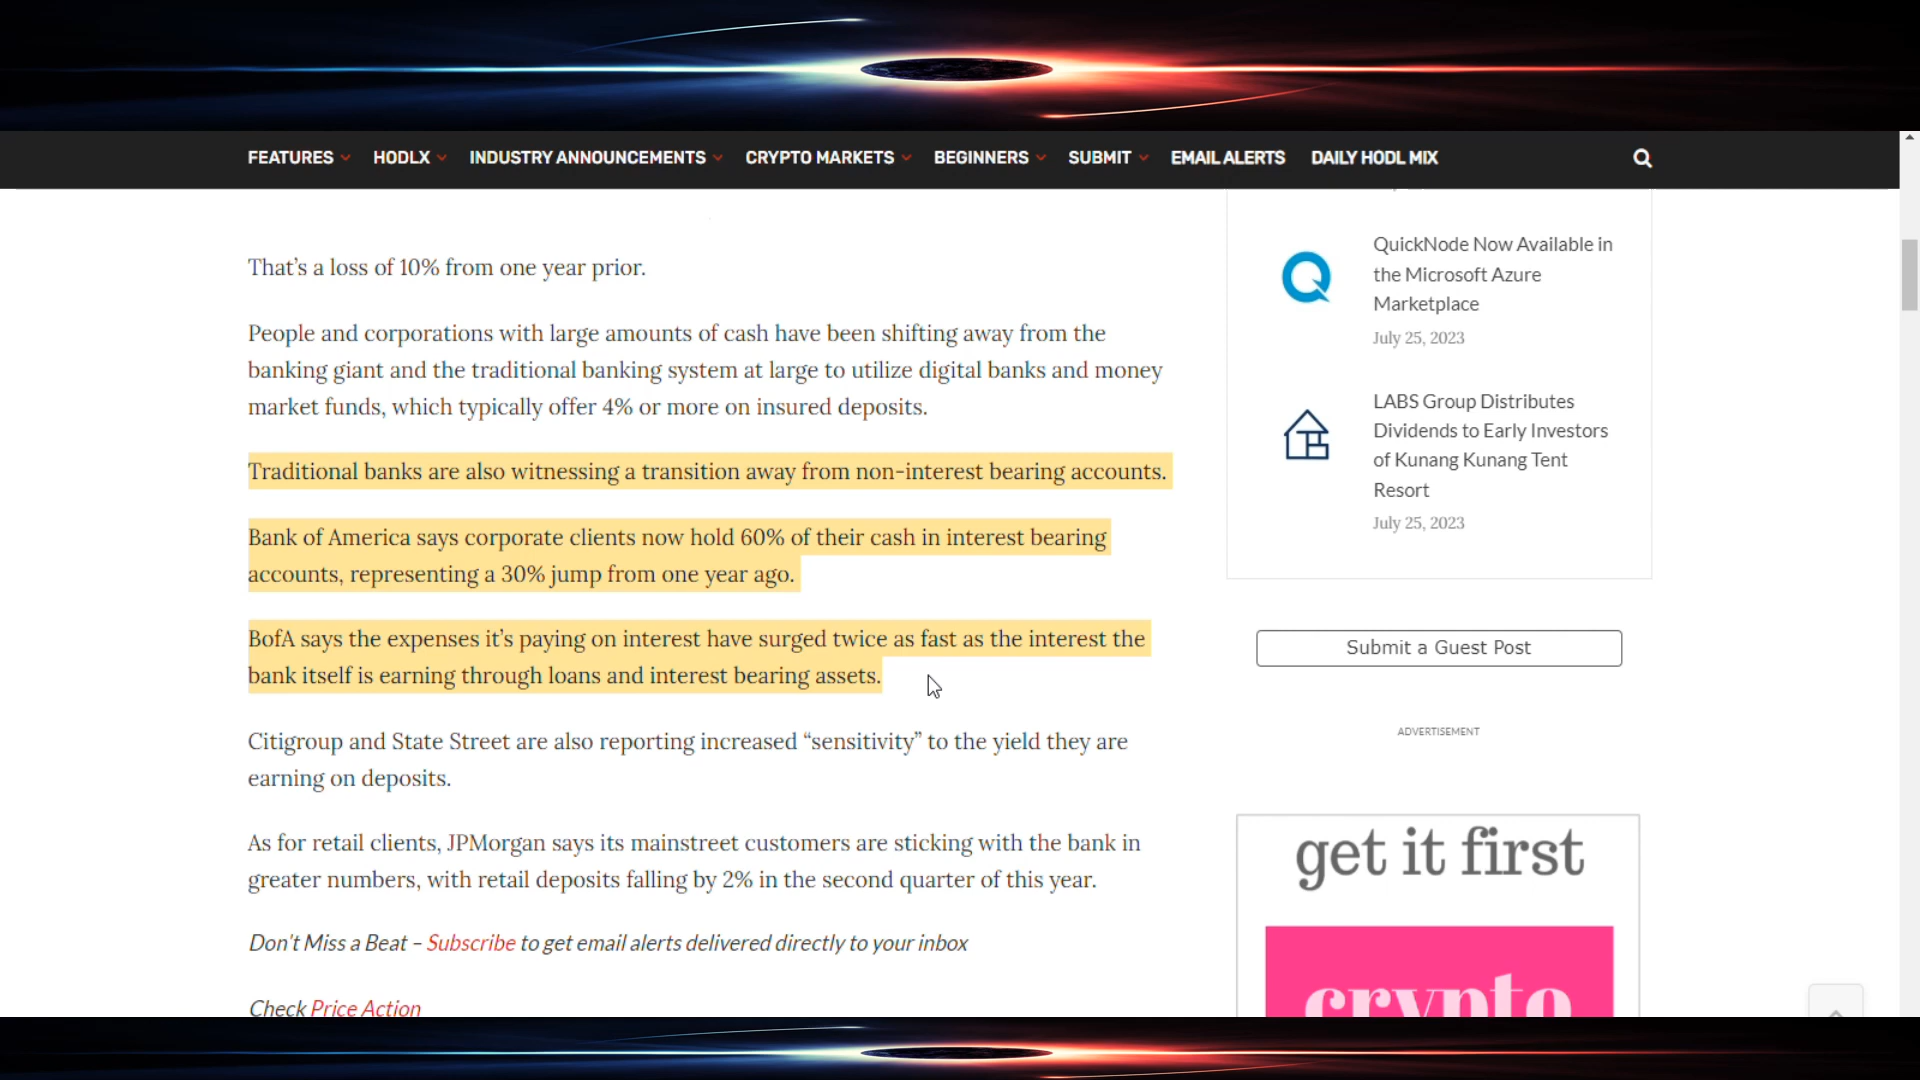 FEATURES HODLX INDUSTRY ANNOUNCEMENTS CRYPTO MARKETS BEGINNERS SUBMIT EMAIL ALERTS DAILY HODL MIX
That's a loss of 10% from one year prior.
People and corporations with large amounts of cash have been shifting away from the
banking giant and the traditional banking system at large to utilize digital banks and money
market funds, which typically offer 4% or more on insured deposits.
Traditional banks are also witnessing a transition away from non-interest bearing accounts.
Bank of America says corporate clients now hold 60% of their cash in interest bearing
accounts, representing a 30% jump from one year ago.
BofA says the expenses it's paying on interest have surged twice as fast as the interest the
bank itself is earning through loans and interest bearing assets.
Citigroup and State Street are also reporting increased “sensitivity” to the yield they are
earning on deposits.
As for retail clients, JPMorgan says its mainstreet customers are sticking with the bank in
greater numbers, with retail deposits falling by 2% in the second quarter of this year.
Don't Miss a Beat – Subscribe to get email alerts delivered directly to your inbox
Check Price Action
QuickNode Now Available in
the Microsoft Azure
Marketplace
July 25, 2023
LABS Group Distributes
Dividends to Early Investors
of Kunang Kunang Tent
Resort
July 25, 2023
Submit a Guest Post
ADVERTISEMENT
get it first
crypto